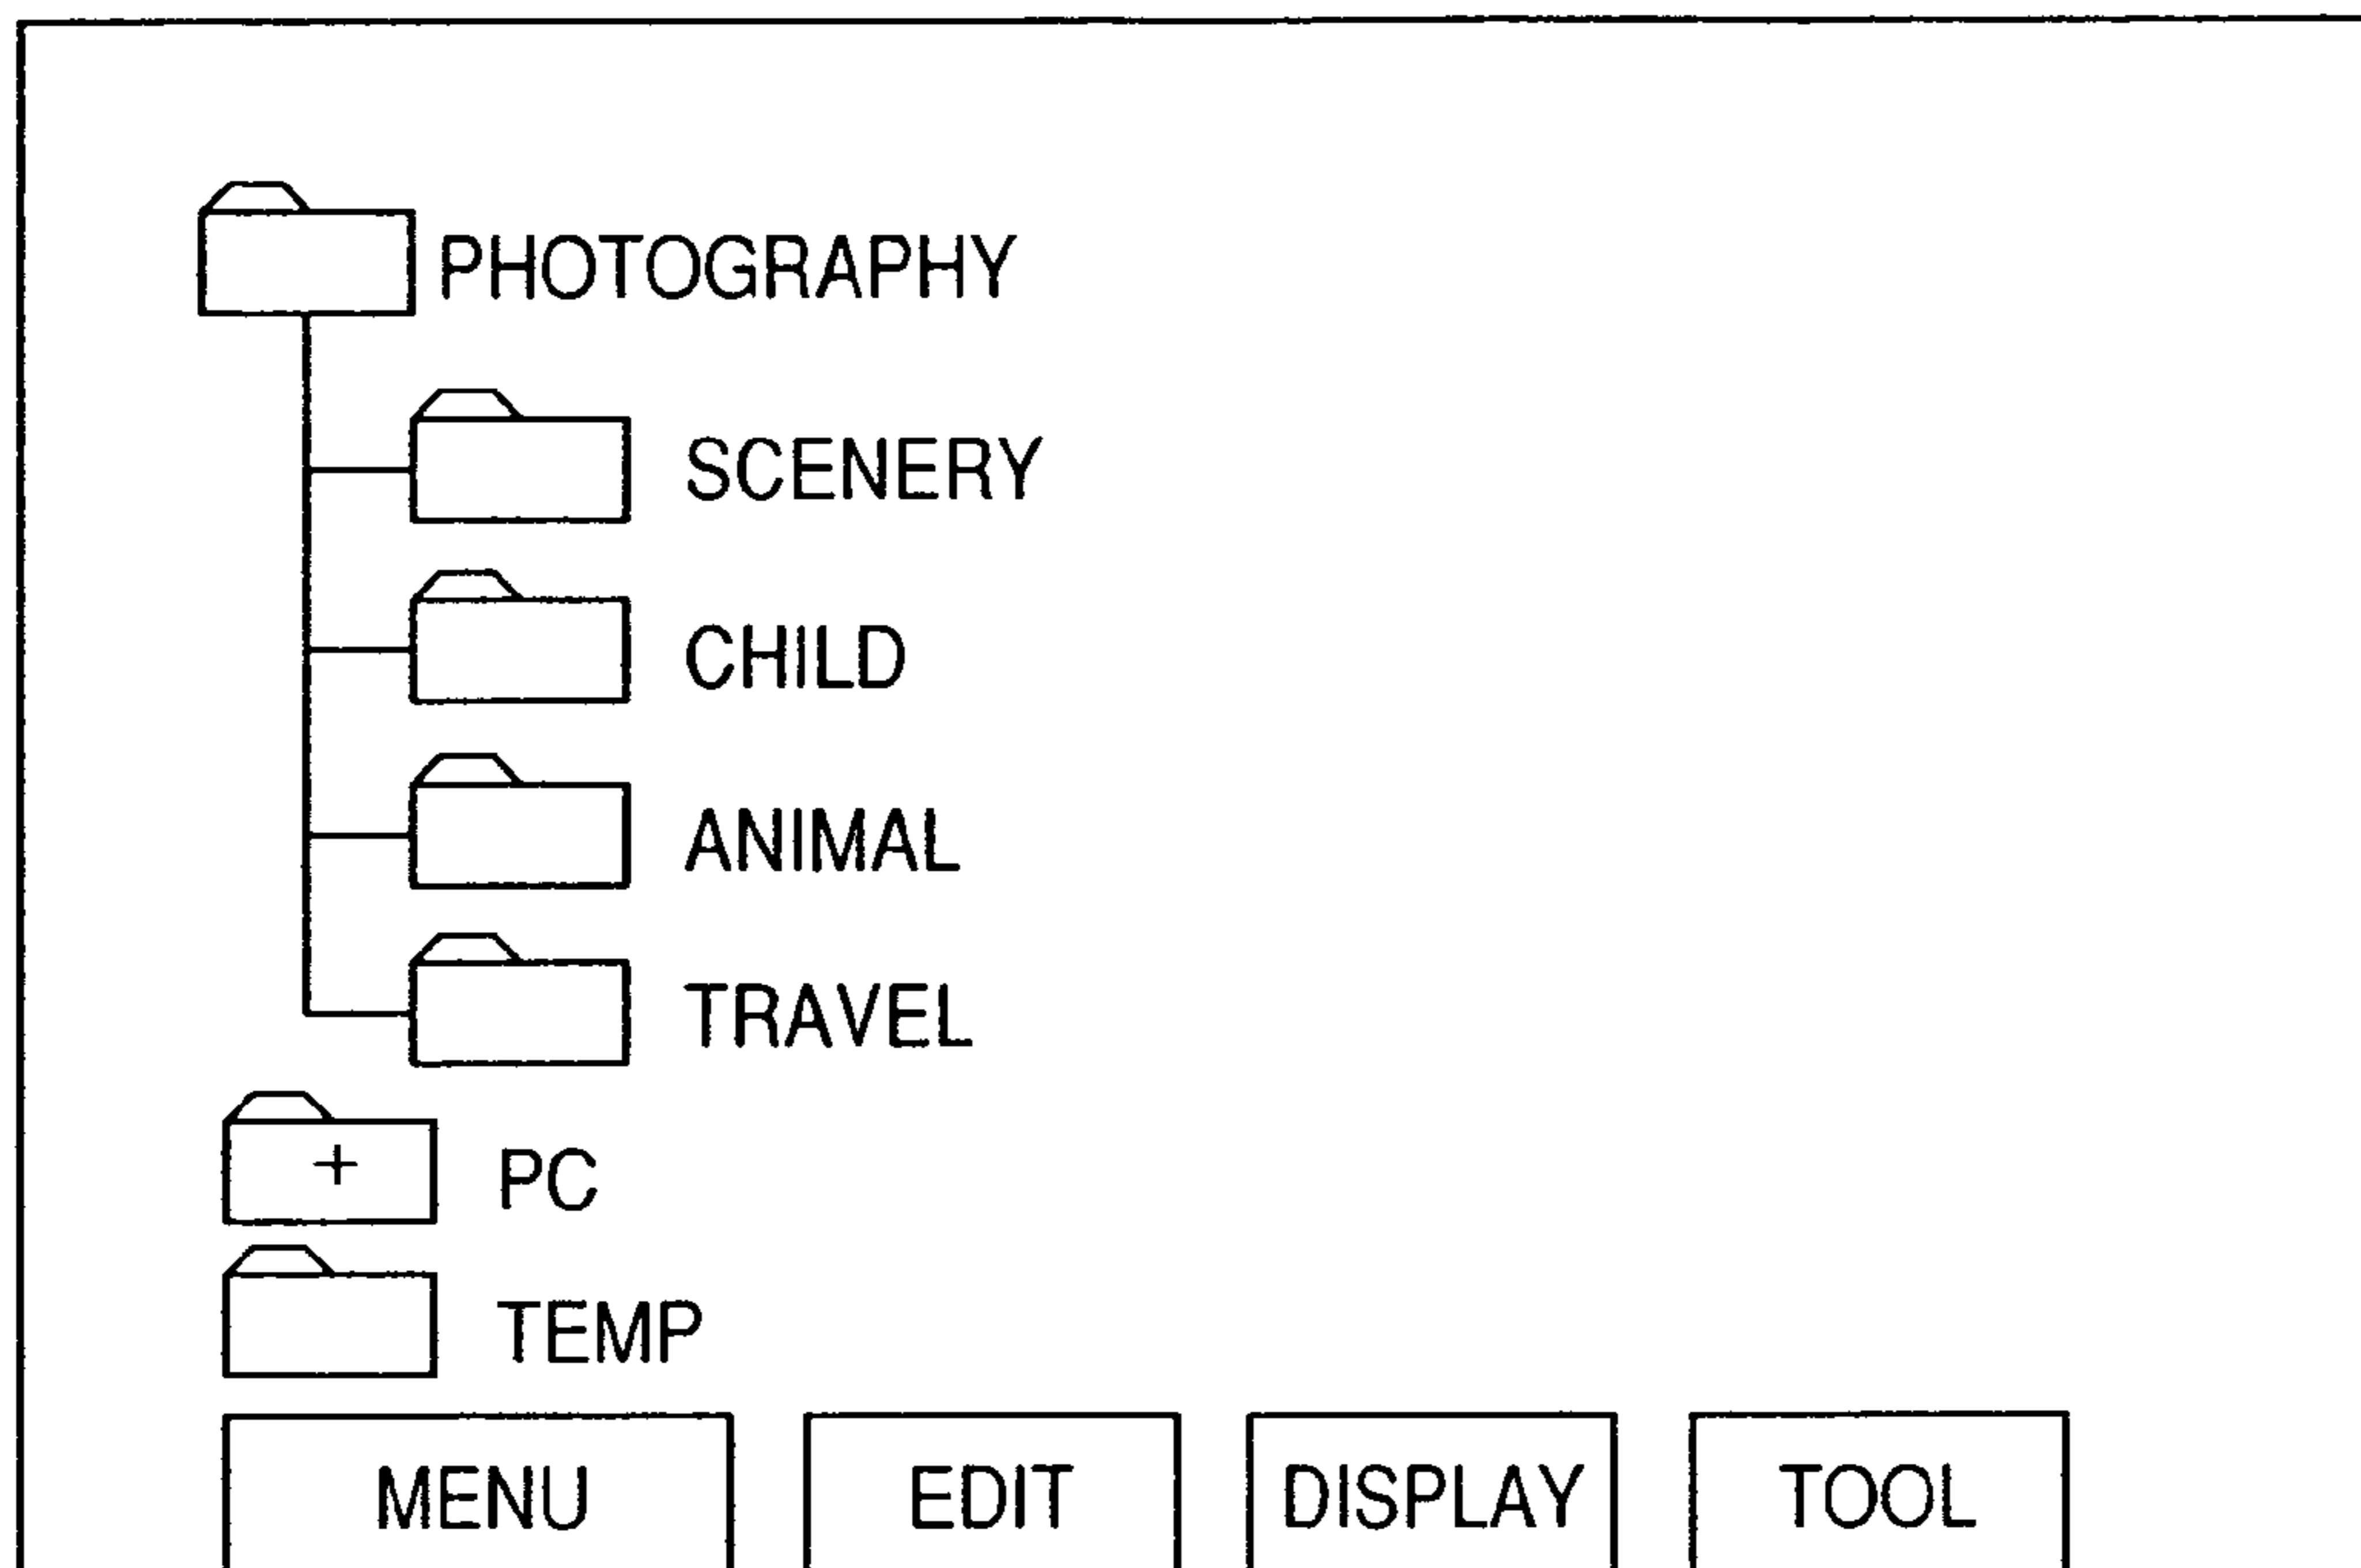 PHOTOGRAPHY
SCENERY
CHILD
ANIMAL
TRAVEL
+ PC
TEMP
MENU EDIT DISPLAY TOOL